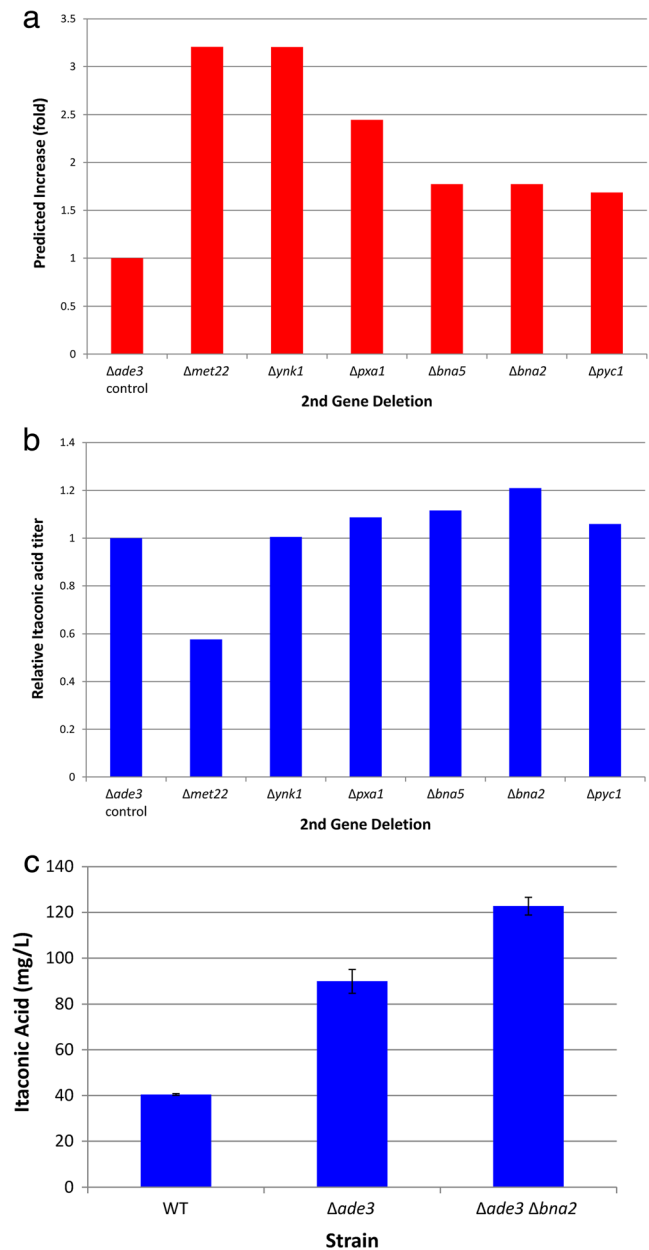 a
Predicted Increase (fold)
3.5
3
2.5
2
1.5
1
0.5
0
Δade3 control
Δmet22
Δynk1
Δpxa1
Δbna5
Δbna2
Δpyc1
2nd Gene Deletion
b
Relative Itaconic acid titer
1.4
1.2
1
0.8
0.6
0.4
0.2
0
Δade3 control
Δmet22
Δynk1
Δpxa1
Δbna5
Δbna2
Δpyc1
2nd Gene Deletion
c
Itaconic Acid (mg/L)
140
120
100
80
60
40
20
0
WT
Δade3
Δade3 Δbna2
Strain